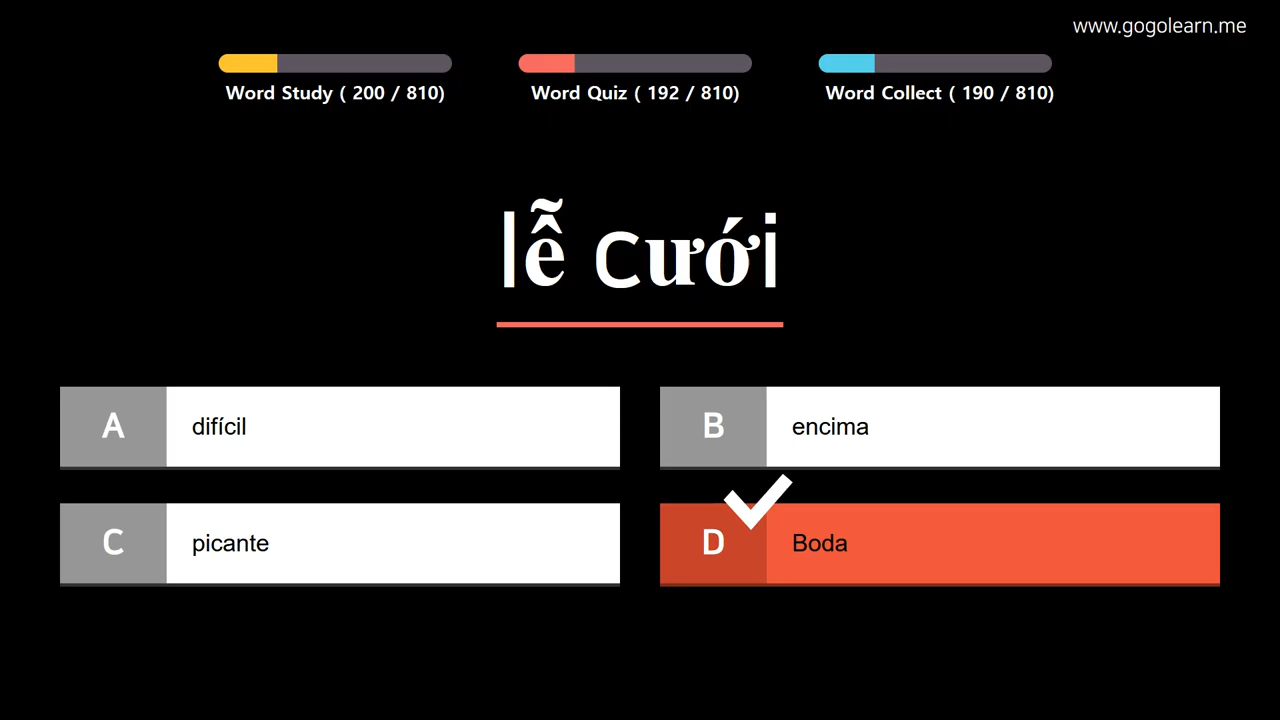 www.gogolearn.me
Word Study ( 200 / 810)
Word Quiz ( 192 / 810)
Word Collect ( 190 / 810)
lễ cưới
A difícil
B encima
C picante
D Boda